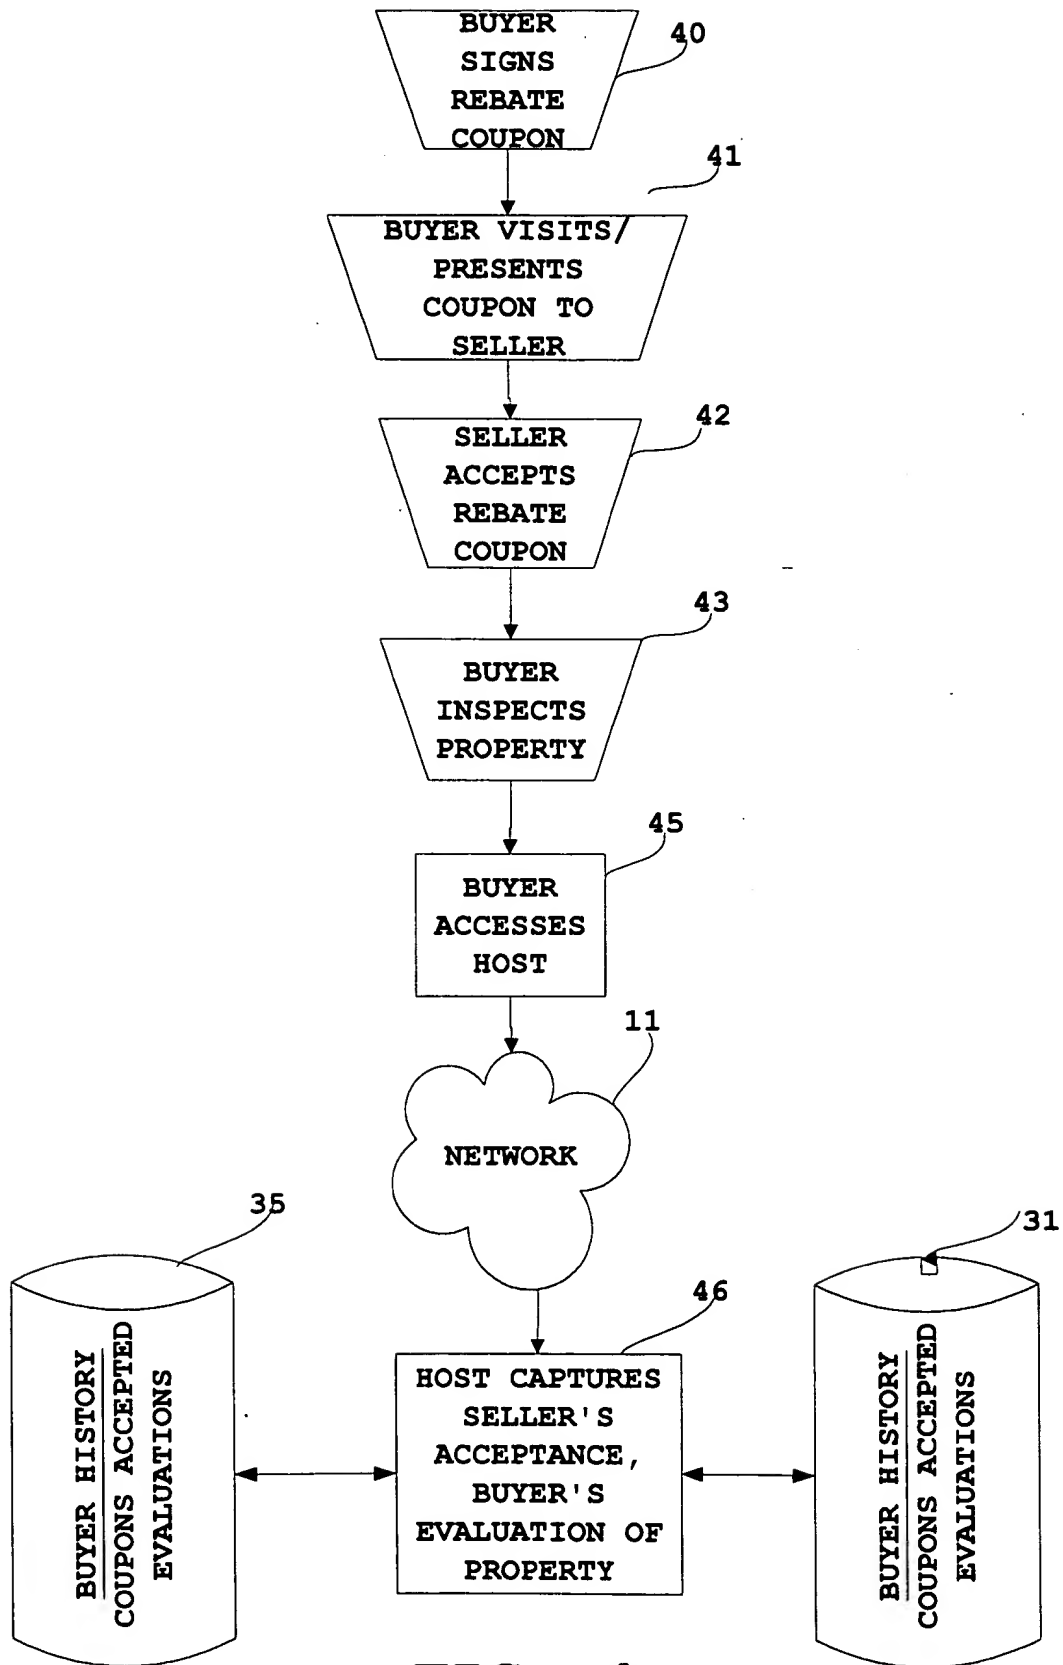 BUYER
SIGNS
REBATE
COUPON
40
41
BUYER VISITS/
PRESENTS
COUPON TO
SELLER
42
SELLER
ACCEPTS
REBATE
COUPON
43
BUYER
INSPECTS
PROPERTY
45
BUYER
ACCESSES
HOST
11
NETWORK
35
31
46
BUYER HISTORY
COUPONS ACCEPTED
EVALUATIONS
HOST CAPTURES
SELLER'S
ACCEPTANCE,
BUYER'S
EVALUATION OF
PROPERTY
BUYER HISTORY
COUPONS ACCEPTED
EVALUATIONS